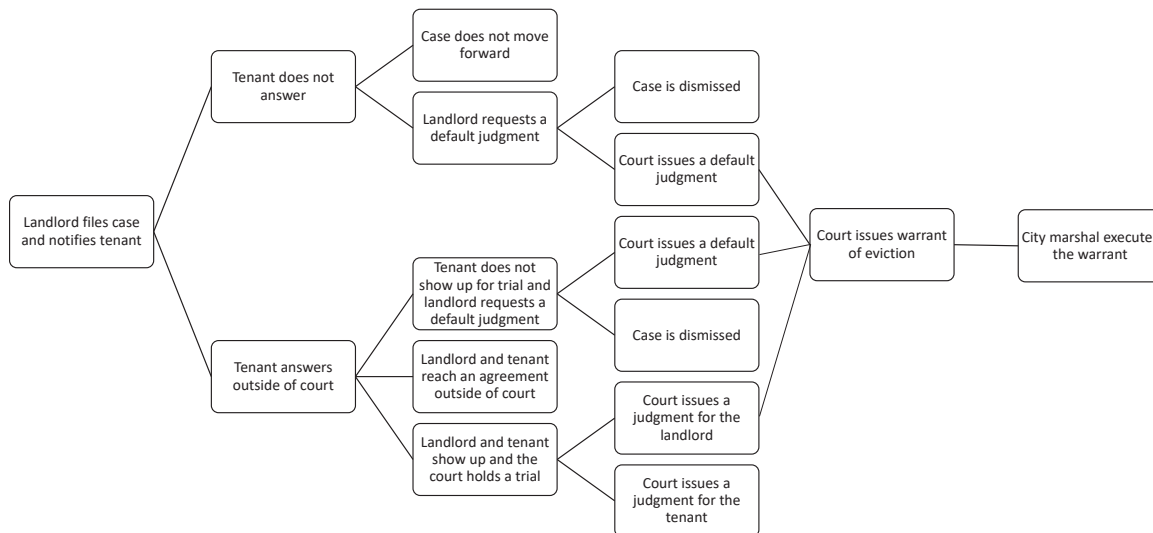 Landlord files case
and notifies tenant
Tenant does not
answer
Case does not move
forward
Landlord requests a
default judgment
Case is dismissed
Court issues a default
judgment
Tenant answers
outside of court
Tenant does not
show up for trial and
landlord requests a
default judgment
Court issues a default
judgment
Case is dismissed
Landlord and tenant
reach an agreement
outside of court
Landlord and tenant
show up and the
court holds a trial
Court issues a
judgment for the
landlord
Court issues a
judgment for the
tenant
Court issues warrant
of eviction
City marshal executes
the warrant